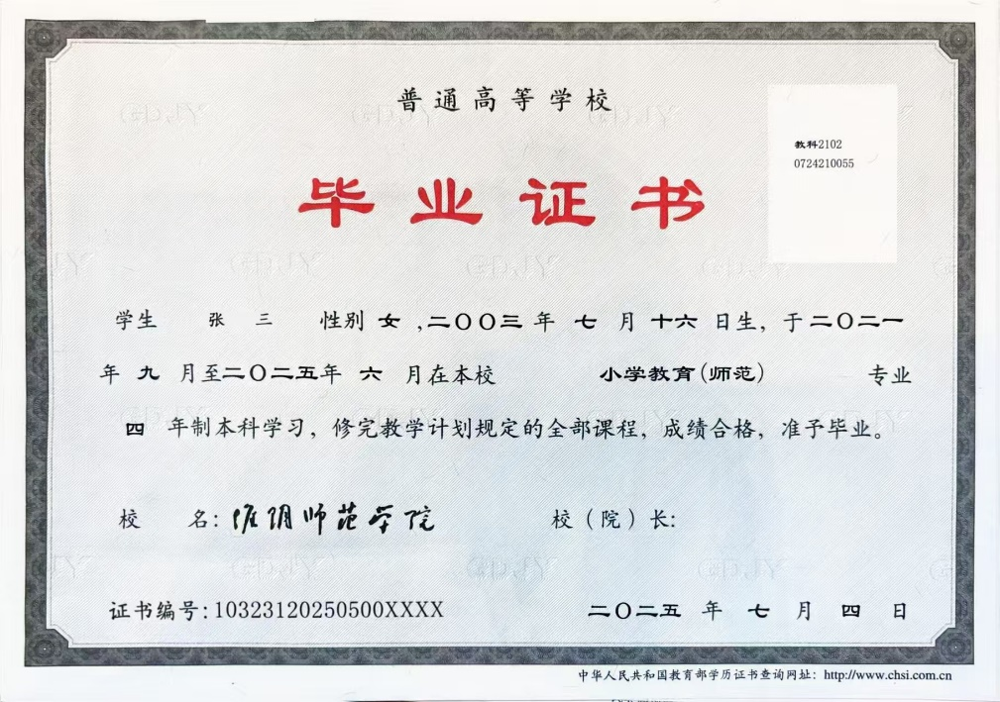 普通高等学校
教科2102
0724210055
毕业证书
学生 张三 性别 女 ,二〇〇三 年 七 月 十六 日生, 于 二〇二一
年 九 月至二〇二五年 六 月在本校 小学教育(师范) 专业
四 年制本科学习, 修完教学计划规定的全部课程, 成绩合格, 准予毕业。
校 名: 淮阴师范学院 校(院)长:
证书编号: 10323120250500XXXX 二〇二五 年 七 月 四 日
中华人民共和国教育部学历证书查询网址: http://www.chsi.com.cn